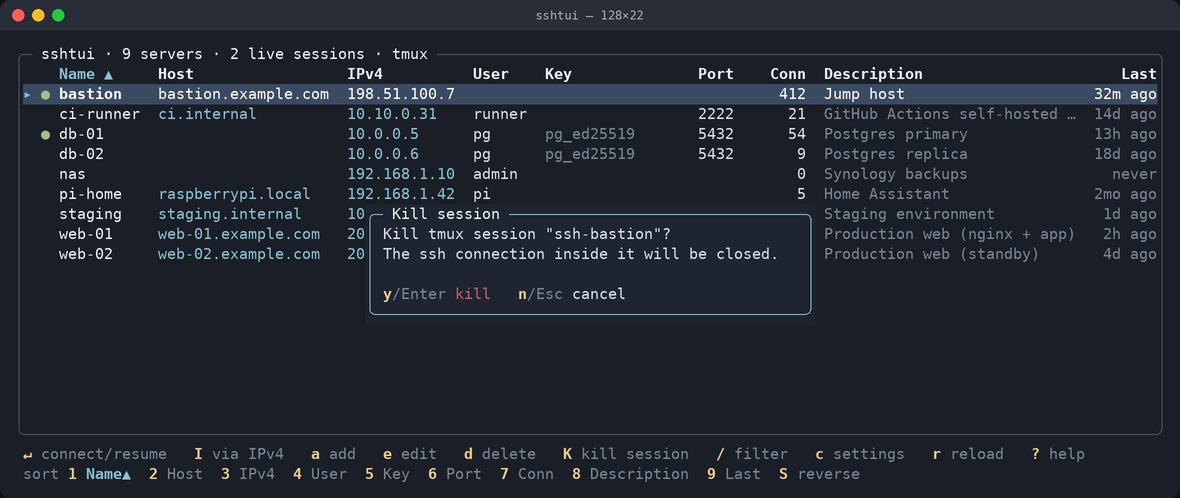 sshtui — 128×22
sshtui · 9 servers · 2 live sessions · tmux
Name ▲ Host IPv4 User Key Port Conn Description Last
▸ ● bastion bastion.example.com 198.51.100.7 412 Jump host 32m ago
ci-runner ci.internal 10.10.0.31 runner 2222 21 GitHub Actions self-hosted … 14d ago
● db-01 10.0.0.5 pg pg_ed25519 5432 54 Postgres primary 13h ago
db-02 10.0.0.6 pg pg_ed25519 5432 9 Postgres replica 18d ago
nas 192.168.1.10 admin 0 Synology backups never
pi-home raspberrypi.local 192.168.1.42 pi 5 Home Assistant 2mo ago
staging staging.internal 10 Staging environment 1d ago
web-01 web-01.example.com 20 Production web (nginx + app) 2h ago
web-02 web-02.example.com 20 Production web (standby) 4d ago
Kill session
Kill tmux session "ssh-bastion"?
The ssh connection inside it will be closed.
y/Enter kill n/Esc cancel
↵ connect/resume I via IPv4 a add e edit d delete K kill session / filter c settings r reload ? help
sort 1 Name▲ 2 Host 3 IPv4 4 User 5 Key 6 Port 7 Conn 8 Description 9 Last S reverse